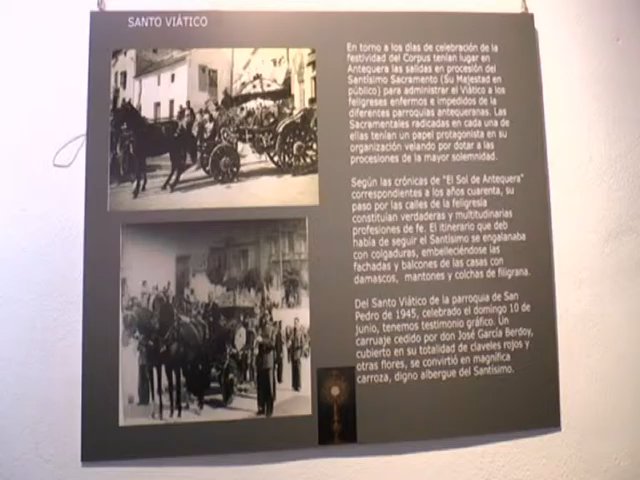 SANTO VIÁTICO
En torno a los días de celebración de la
festividad del Corpus tenían lugar en
Antequera las salidas en procesión del
Santísimo Sacramento (Su Majestad en
público) para administrar el Viático a los
feligreses enfermos e impedidos de la
diferentes parroquias antequeranas. Las
Sacramentales radicadas en cada una de
ellas tenían un papel protagonista en su
organización velando por dotar a las
procesiones de la mayor solemnidad.
Según las crónicas de "El Sol de Antequera"
correspondientes a los años cuarenta, su
paso por las calles de la feligresía
constituían verdaderas y multitudinarias
profesiones de fe. El itinerario que deb
había de seguir el Santísimo se engalanaba
con colgaduras, embelleciéndose las
fachadas y balcones de las casas con
damascos, mantones y colchas de filigrana.
Del Santo Viático de la parroquia de San
Pedro de 1945, celebrado el domingo 10 de
junio, tenemos testimonio gráfico. Un
carruaje cedido por don José García Berdoy,
cubierto en su totalidad de claveles rojos y
otras flores, se convirtió en magnífica
carroza, digno albergue del Santísimo.